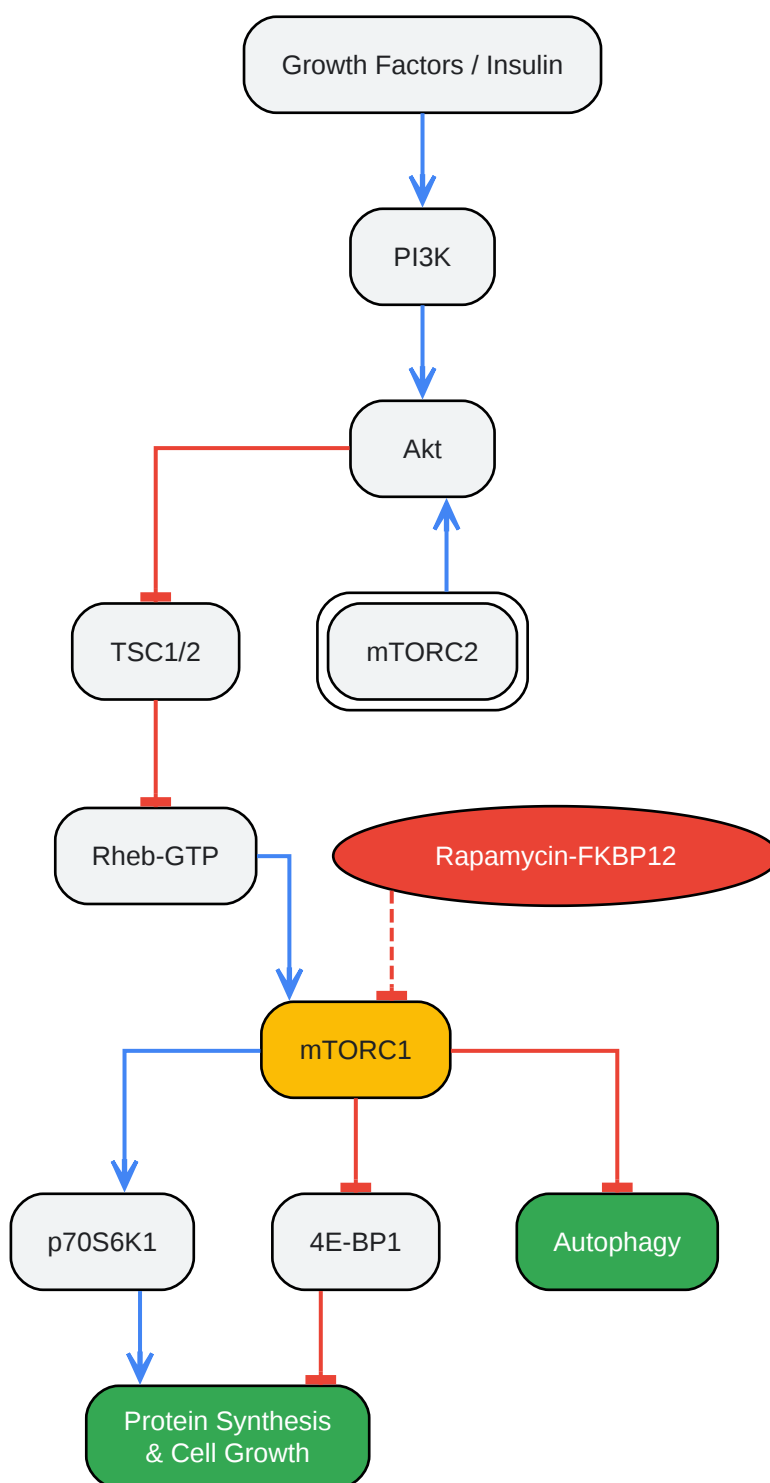 Growth Factors / Insulin
PI3K
Akt
TSC1/2
mTORC2
Rheb-GTP
Rapamycin-FKBP12
mTORC1
p70S6K1
4E-BP1
Autophagy
Protein Synthesis
& Cell Growth